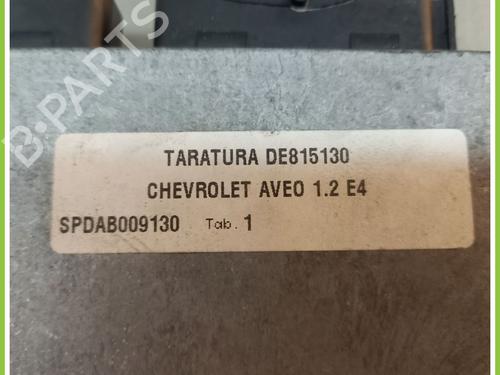 B-PARTS
TARATURA DE815130
CHEVROLET AVEO 1.2 E4
SPDAB009130 Tab. 1